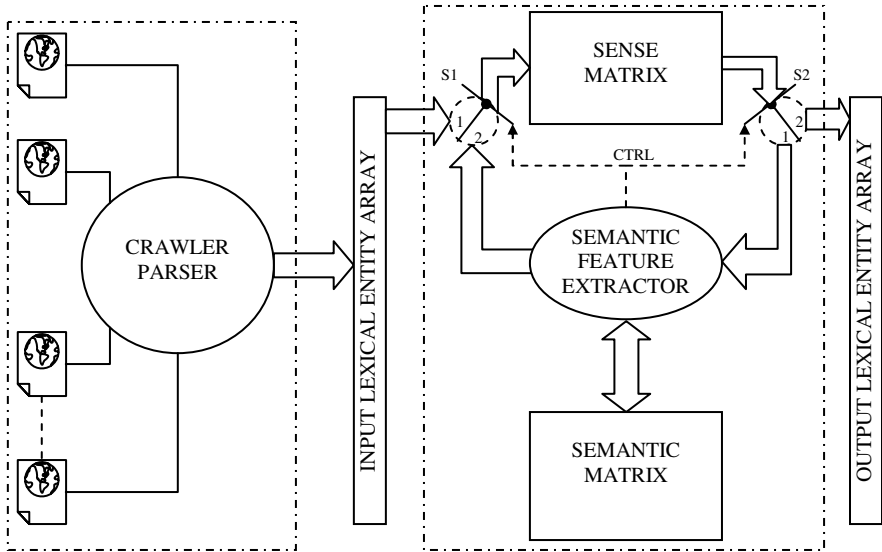 CRAWLER
PARSER
INPUT LEXICAL ENTITY ARRAY
S1
1
2
SENSE
MATRIX
S2
2
1
CTRL
SEMANTIC
FEATURE
EXTRACTOR
SEMANTIC
MATRIX
OUTPUT LEXICAL ENTITY ARRAY